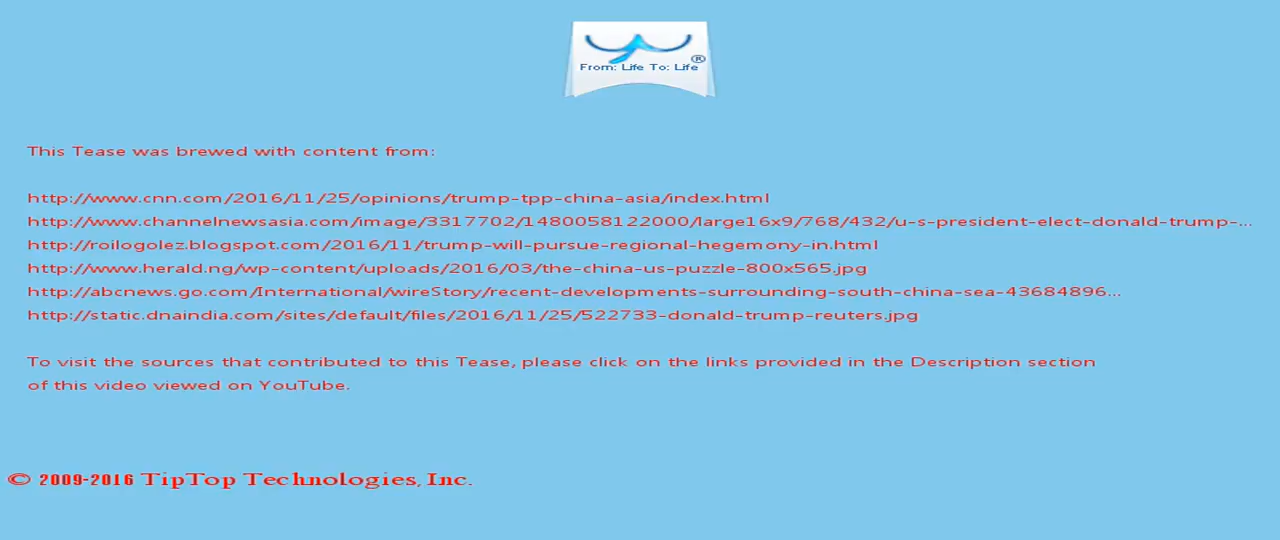 From: Life To: Life®
This Tease was brewed with content from:
http://www.cnn.com/2016/11/25/opinions/trump-tpp-china-asia/index.html
http://www.channelnewsasia.com/image/3317702/1480058122000/large16x9/768/432/u-s-president-elect-donald-trump-...
http://roilogolez.blogspot.com/2016/11/trump-will-pursue-regional-hegemony-in.html
http://www.herald.ng/wp-content/uploads/2016/03/the-china-us-puzzle-800x565.jpg
http://abcnews.go.com/International/wireStory/recent-developments-surrounding-south-china-sea-43684896...
http://static.dnaindia.com/sites/default/files/2016/11/25/522733-donald-trump-reuters.jpg
To visit the sources that contributed to this Tease, please click on the links provided in the Description section
of this video viewed on YouTube.
© 2009-2016 TipTop Technologies, Inc.